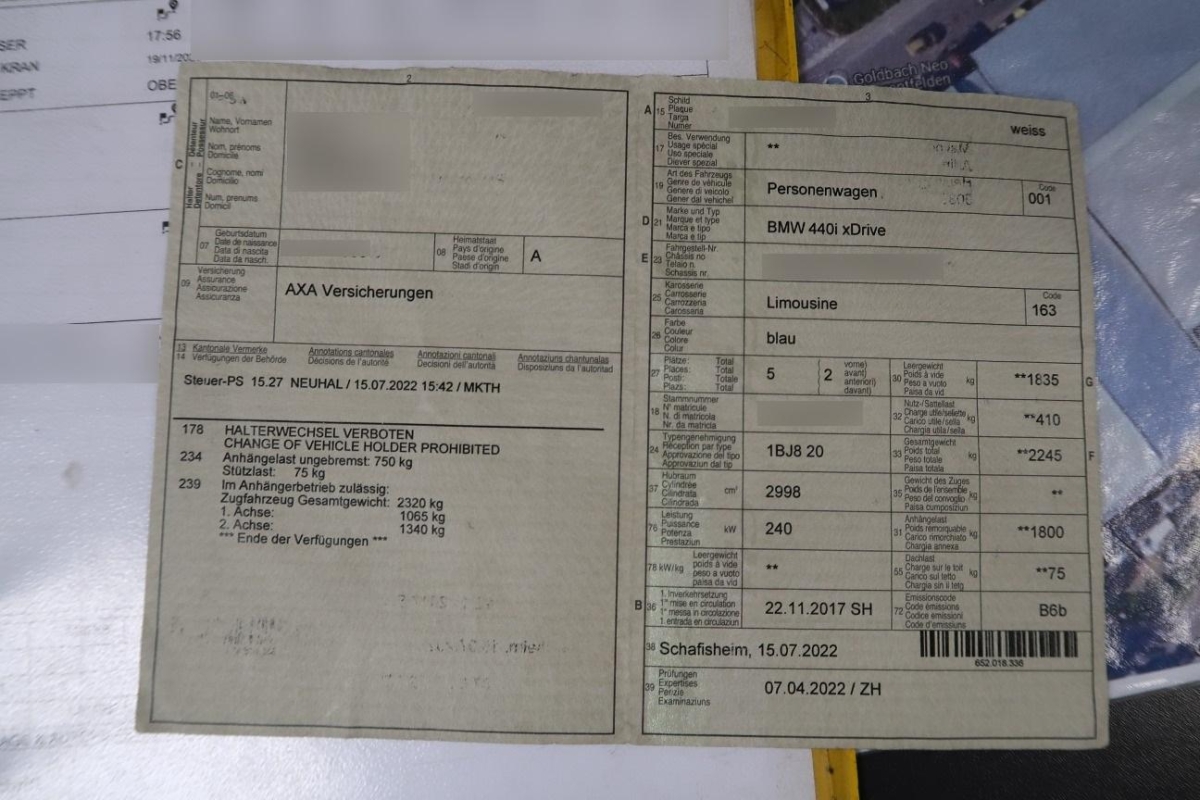 17:56
SER
19/11/202
KRAN
OBE
EPPT
Goldbach Neo
2
Name, Vornamen
Wohnort
Nom, prénoms
Domicile
Cognome, nomi
Domicilio
Num, prenums
Domicil
C
Halter Détenteur
Detentore Possessur
07 Geburtsdatum
Date de naissance
Data di nascita
Data da nasch.
08 Heimatstaat
Pays d'origine
Paese d'origine
Stadi d'origin
A
09 Versicherung
Assurance
Assicurazione
Assicuranza
AXA Versicherungen
13 Kantonale Vermerke Annotations cantonales Annotazioni cantonali Annotaziuns chantunalas
14 Verfügungen der Behörde Décisions de l'autorité Decisioni dell'autorità Disposiziuns da l'autoritad
Steuer-PS 15.27 NEUHAL / 15.07.2022 15:42 / MKTH
178 HALTERWECHSEL VERBOTEN
CHANGE OF VEHICLE HOLDER PROHIBITED
234 Anhängelast ungebremst: 750 kg
Stützlast: 75 kg
239 Im Anhängerbetrieb zulässig:
Zugfahrzeug Gesamtgewicht: 2320 kg
1. Achse: 1065 kg
2. Achse: 1340 kg
*** Ende der Verfügungen ***
3
A 15 Schild
Plaque
Targa
Numer
weiss
17 Bes. Verwendung
Usage spécial
Uso speciale
Diever spezial
**
19 Art des Fahrzeugs
Genre de véhicule
Genere di veicolo
Gener dal vehichel
Personenwagen
Code
001
D 21 Marke und Typ
Marque et type
Marca e tipo
Marca e tip
BMW 440i xDrive
E 23 Fahrgestell-Nr.
Châssis no
Telaio n.
Schassis nr.
25 Karosserie
Carrosserie
Carrozzeria
Carossaria
Limousine
Code
163
26 Farbe
Couleur
Colore
Colur
blau
27 Plätze: Total
Places: Total
Posti: Totale
Plazs: Total
5
2
vorne)
avant)
anteriori)
davant)
30 Leergewicht
Poids à vide
Peso a vuoto
Paisa da vid
kg
**1835
G
18 Stammnummer
N° matricule
N. di matricola
Nr. da matricla
32 Nutz-/Sattellast
Charge utile/sellette
Carico utile/sella
Chargia utila/sella
kg
**410
24 Typengenehmigung
Réception par type
Approvazione del tipo
Approvaziun dal tip
1BJ8 20
33 Gesamtgewicht
Poids total
Peso totale
Paisa totala
kg
**2245
F
37 Hubraum
Cylindrée
Cilindrata
Cilindrada
cm³
2998
35 Gewicht des Zuges
Poids de l'ensemble
Peso del convoglio
Paisa cumposiziun
kg
**
76 Leistung
Puissance
Potenza
Prestaziun
kW
240
31 Anhängelast
Poids remorquable
Carico rimorchiato
Chargia annexa
kg
**1800
78 kW/kg
Leergewicht
poids à vide
peso a vuoto
paisa da vid
**
55 Dachlast
Charge sur le toit
Carico sul tetto
Chargia sin il tetg
kg
**75
B 36 1. Inverkehrsetzung
1re mise en circulation
1a messa in circolazione
1. entrada en circulaziun
22.11.2017 SH
72 Emissionscode
Code émissions
Codice emissioni
Code d'emissiuns
B6b
38 Schafisheim, 15.07.2022
652.018.336
39 Prüfungen
Expertises
Perizie
Examinaziuns
07.04.2022 / ZH